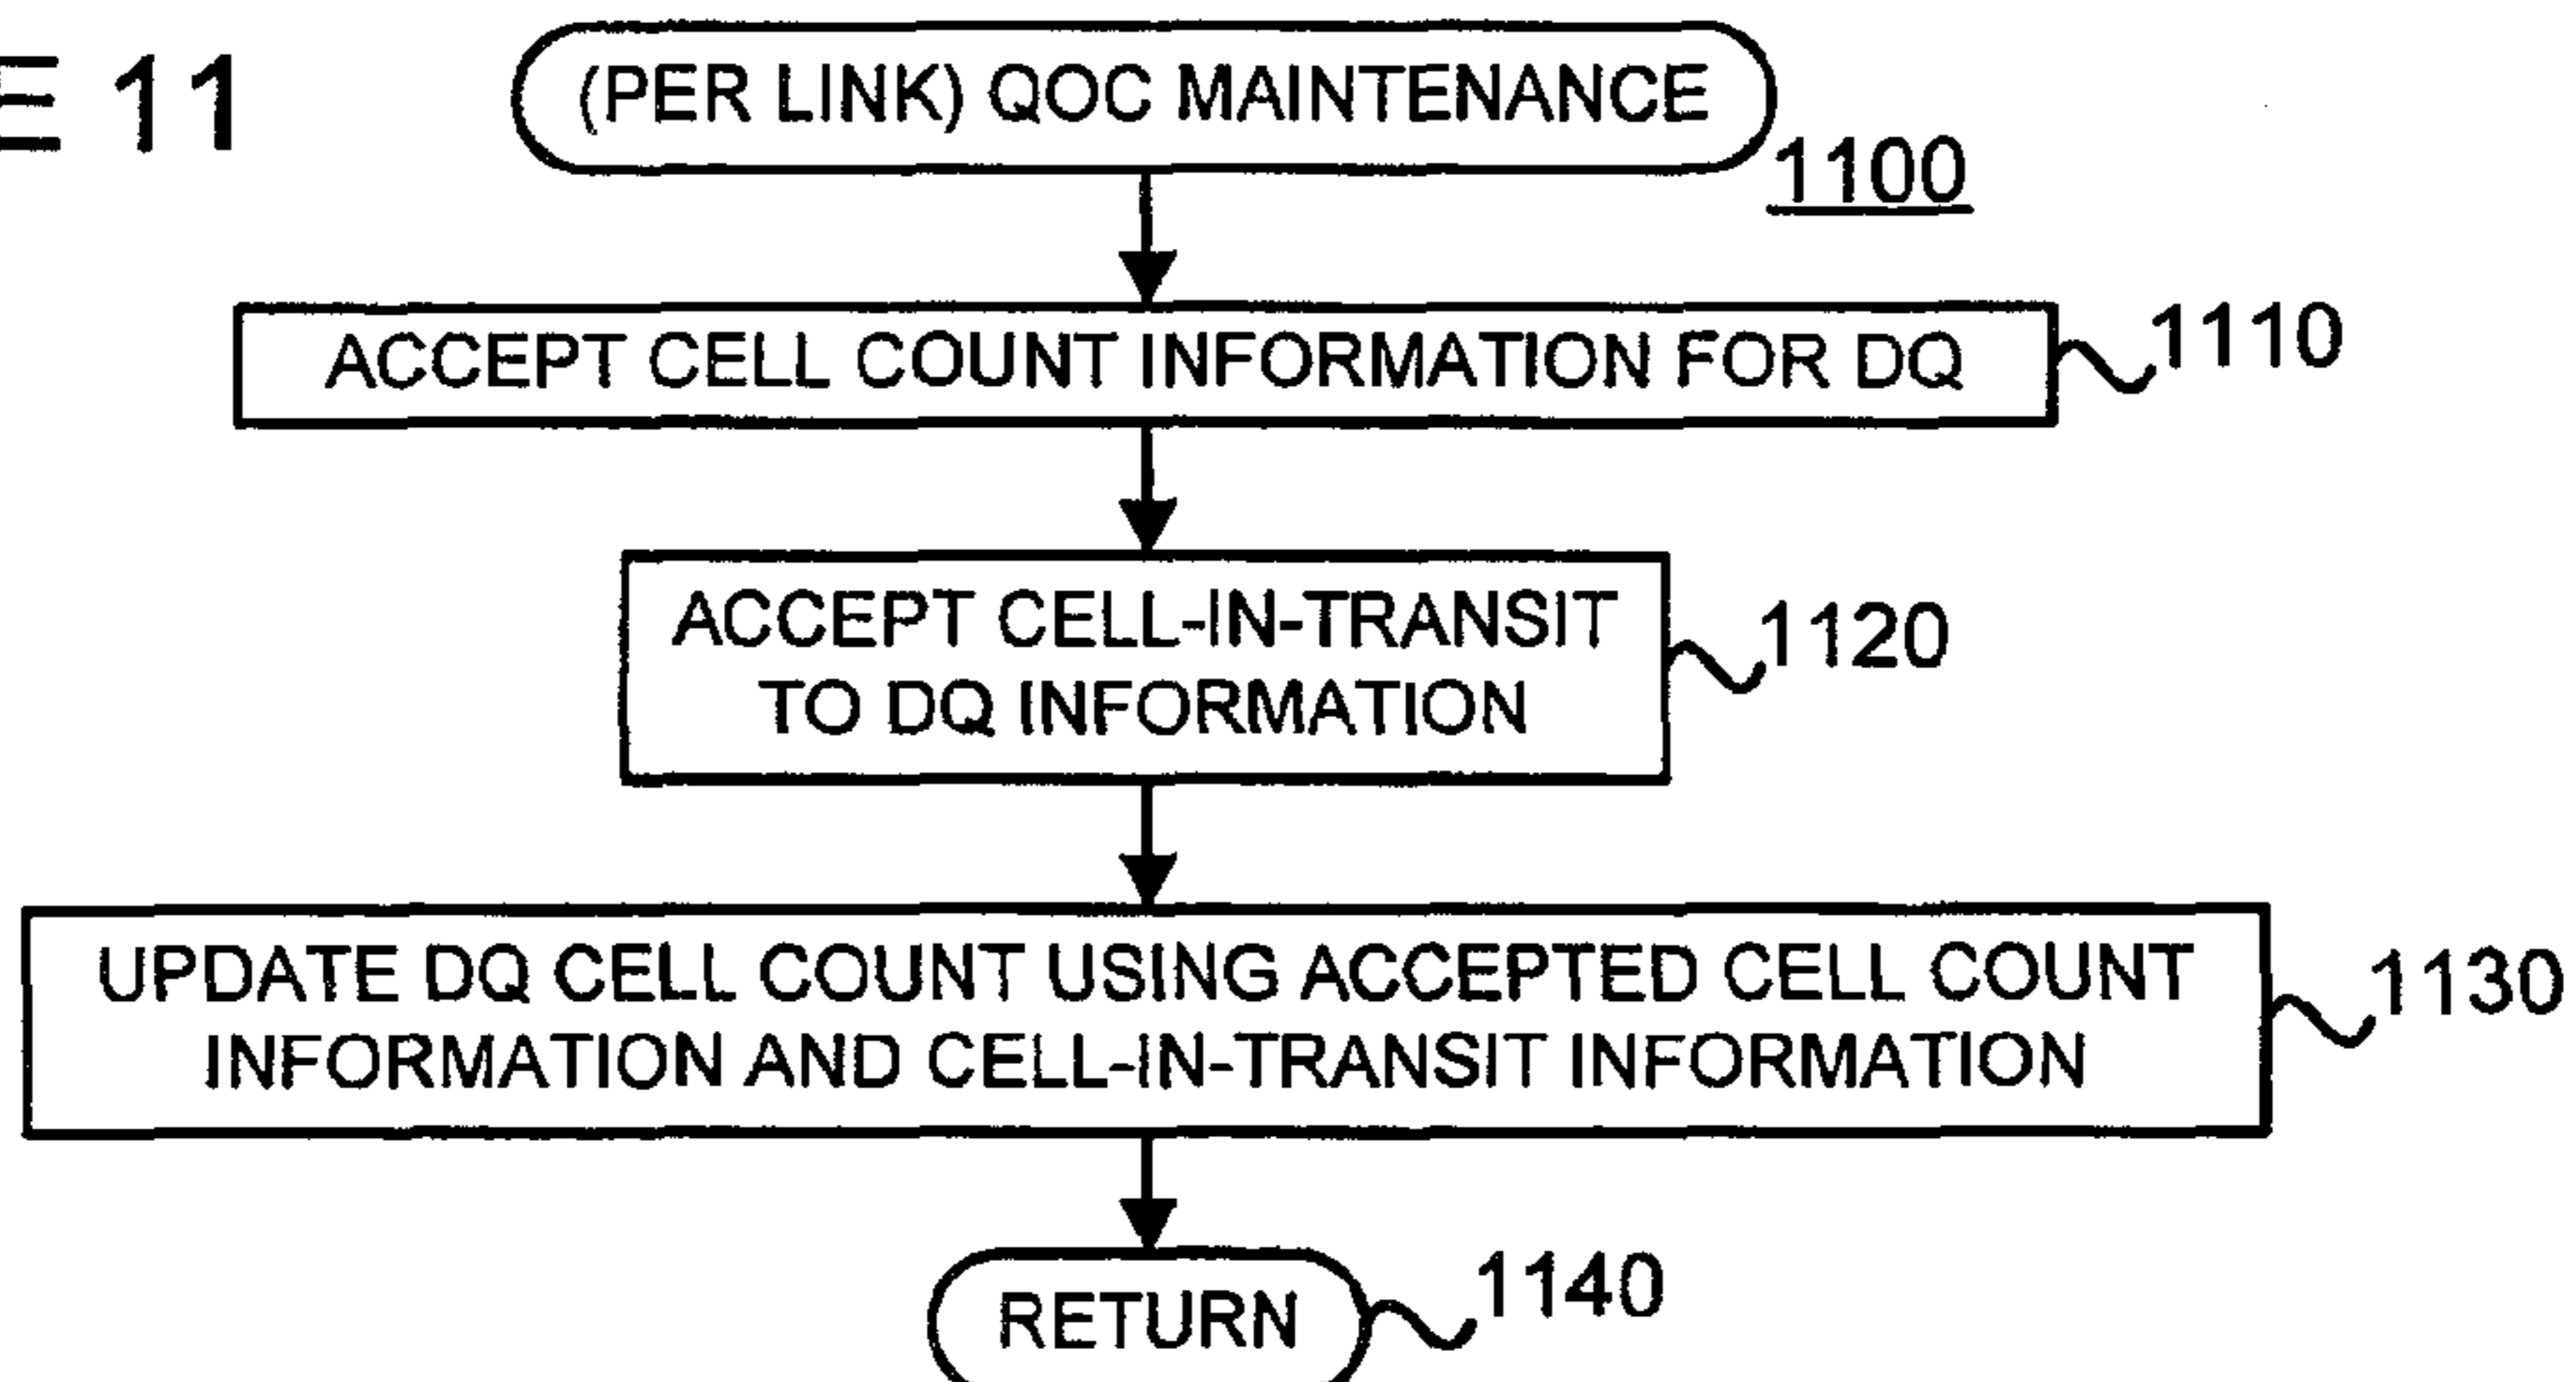 E 11
(PER LINK) QOC MAINTENANCE
1100
ACCEPT CELL COUNT INFORMATION FOR DQ
1110
ACCEPT CELL-IN-TRANSIT
TO DQ INFORMATION
1120
UPDATE DQ CELL COUNT USING ACCEPTED CELL COUNT
INFORMATION AND CELL-IN-TRANSIT INFORMATION
1130
RETURN
1140